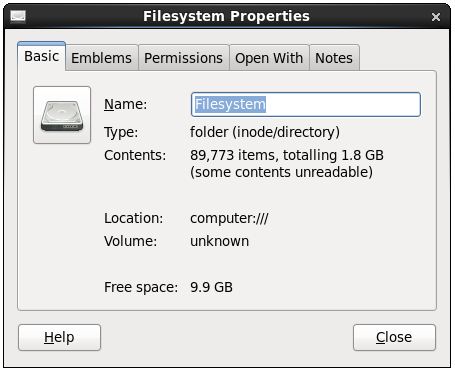 Filesystem Properties
Basic Emblems Permissions Open With Notes
Name: Filesystem
Type: folder (inode/directory)
Contents: 89,773 items, totalling 1.8 GB
(some contents unreadable)
Location: computer:///
Volume: unknown
Free space: 9.9 GB
Help Close